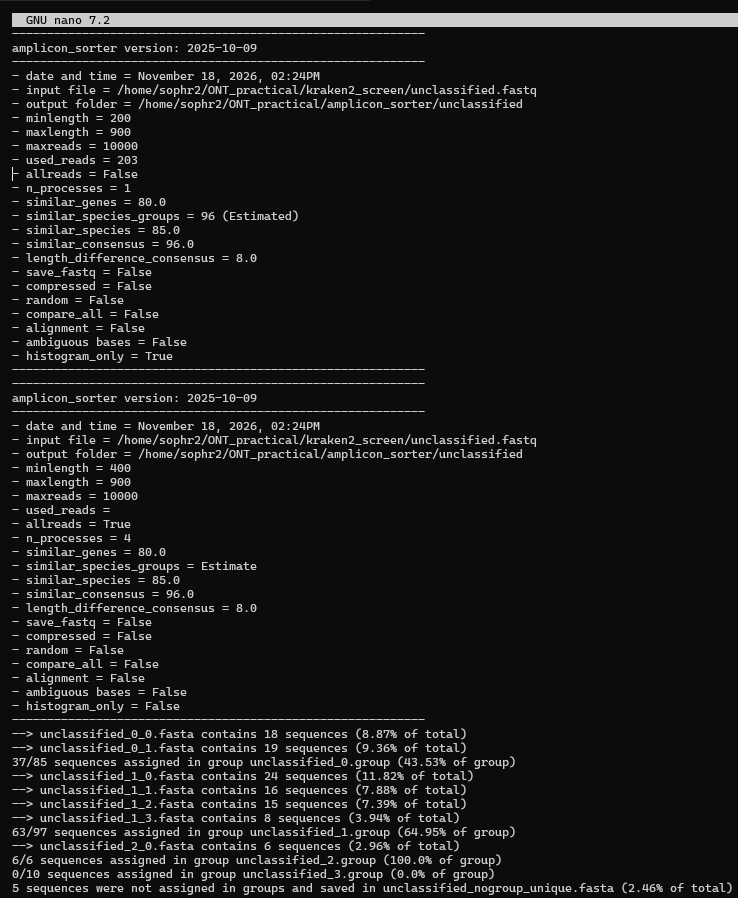 GNU nano 7.2
-----------------------------------------------------------
amplicon_sorter version: 2025-10-09
-----------------------------------------------------------
- date and time = November 18, 2026, 02:24PM
- input file = /home/sophr2/ONT_practical/kraken2_screen/unclassified.fastq
- output folder = /home/sophr2/ONT_practical/amplicon_sorter/unclassified
- minlength = 200
- maxlength = 900
- maxreads = 10000
- used_reads = 203
- allreads = False
- n_processes = 1
- similar_genes = 80.0
- similar_species_groups = 96 (Estimated)
- similar_species = 85.0
- similar_consensus = 96.0
- length_difference_consensus = 8.0
- save_fastq = False
- compressed = False
- random = False
- compare_all = False
- alignment = False
- ambiguous bases = False
- histogram_only = True
-----------------------------------------------------------
-----------------------------------------------------------
amplicon_sorter version: 2025-10-09
-----------------------------------------------------------
- date and time = November 18, 2026, 02:24PM
- input file = /home/sophr2/ONT_practical/kraken2_screen/unclassified.fastq
- output folder = /home/sophr2/ONT_practical/amplicon_sorter/unclassified
- minlength = 400
- maxlength = 900
- maxreads = 10000
- used_reads =
- allreads = True
- n_processes = 4
- similar_genes = 80.0
- similar_species_groups = Estimate
- similar_species = 85.0
- similar_consensus = 96.0
- length_difference_consensus = 8.0
- save_fastq = False
- compressed = False
- random = False
- compare_all = False
- alignment = False
- ambiguous bases = False
- histogram_only = False
-----------------------------------------------------------
--> unclassified_0_0.fasta contains 18 sequences (8.87% of total)
--> unclassified_0_1.fasta contains 19 sequences (9.36% of total)
37/85 sequences assigned in group unclassified_0.group (43.53% of group)
--> unclassified_1_0.fasta contains 24 sequences (11.82% of total)
--> unclassified_1_1.fasta contains 16 sequences (7.88% of total)
--> unclassified_1_2.fasta contains 15 sequences (7.39% of total)
--> unclassified_1_3.fasta contains 8 sequences (3.94% of total)
63/97 sequences assigned in group unclassified_1.group (64.95% of group)
--> unclassified_2_0.fasta contains 6 sequences (2.96% of total)
6/6 sequences assigned in group unclassified_2.group (100.0% of group)
0/10 sequences assigned in group unclassified_3.group (0.0% of group)
5 sequences were not assigned in groups and saved in unclassified_nogroup_unique.fasta (2.46% of total)